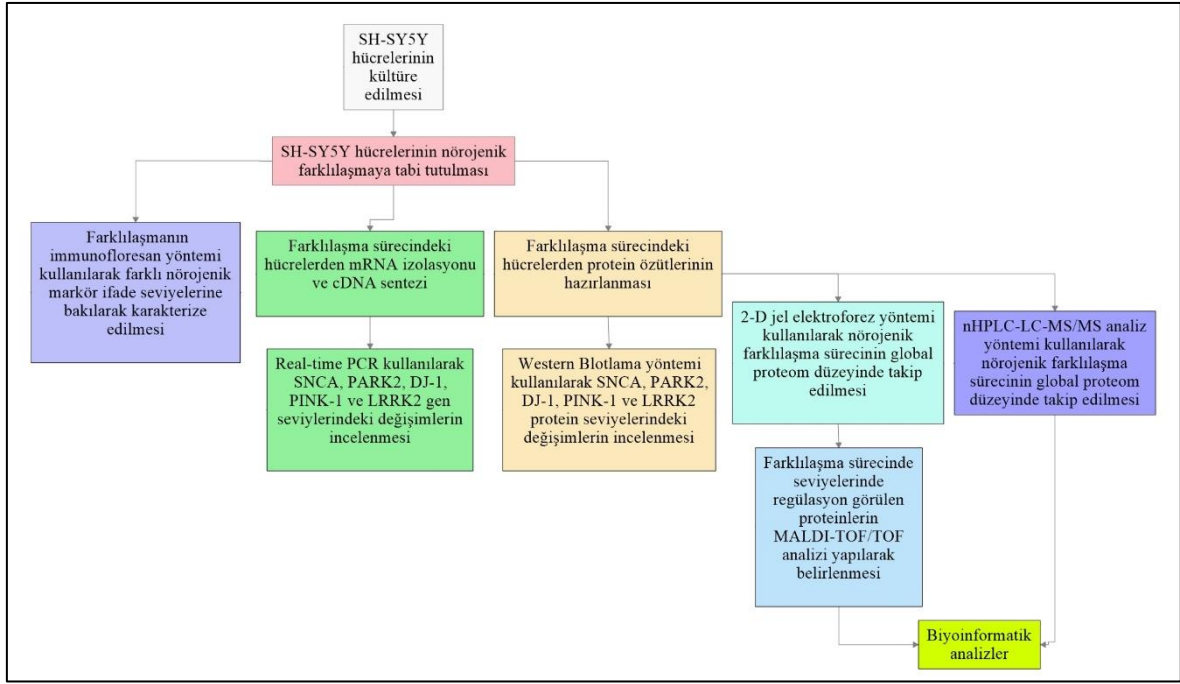 SH-SY5Y
hücrelerinin
kültüre
edilmesi
SH-SY5Y hücrelerinin nörojenik
farklılaşmaya tabi tutulması
Farklılaşmanın
immunofloresan yöntemi
kullanılarak farklı nörojenik
markör ifade seviyelerine
bakılarak karakterize
edilmesi
Farklılaşma sürecindeki
hücrelerden mRNA izolasyonu
ve cDNA sentezi
Farklılaşma sürecindeki
hücrelerden protein özütlerinin
hazırlanması
2-D jel elektroforez yöntemi
kullanılarak nörojenik
farklılaşma sürecinin global
proteom düzeyinde takip
edilmesi
nHPLC-LC-MS/MS analiz
yöntemi kullanılarak
nörojenik farklılaşma
sürecinin global proteom
düzeyinde takip edilmesi
Real-time PCR kullanılarak
SNCA, PARK2, DJ-1,
PINK-1 ve LRRK2 gen
seviylerindeki değişimlerin
incelenmesi
Western Blotlama yöntemi
kullanılarak SNCA, PARK2,
DJ-1, PINK-1 ve LRRK2
protein seviyelerindeki
değişimlerin incelenmesi
Farklılaşma sürecinde
seviyelerinde
regülasyon görülen
proteinlerin
MALDI-TOF/TOF
analizi yapılarak
belirlenmesi
Biyoinformatik
analizler